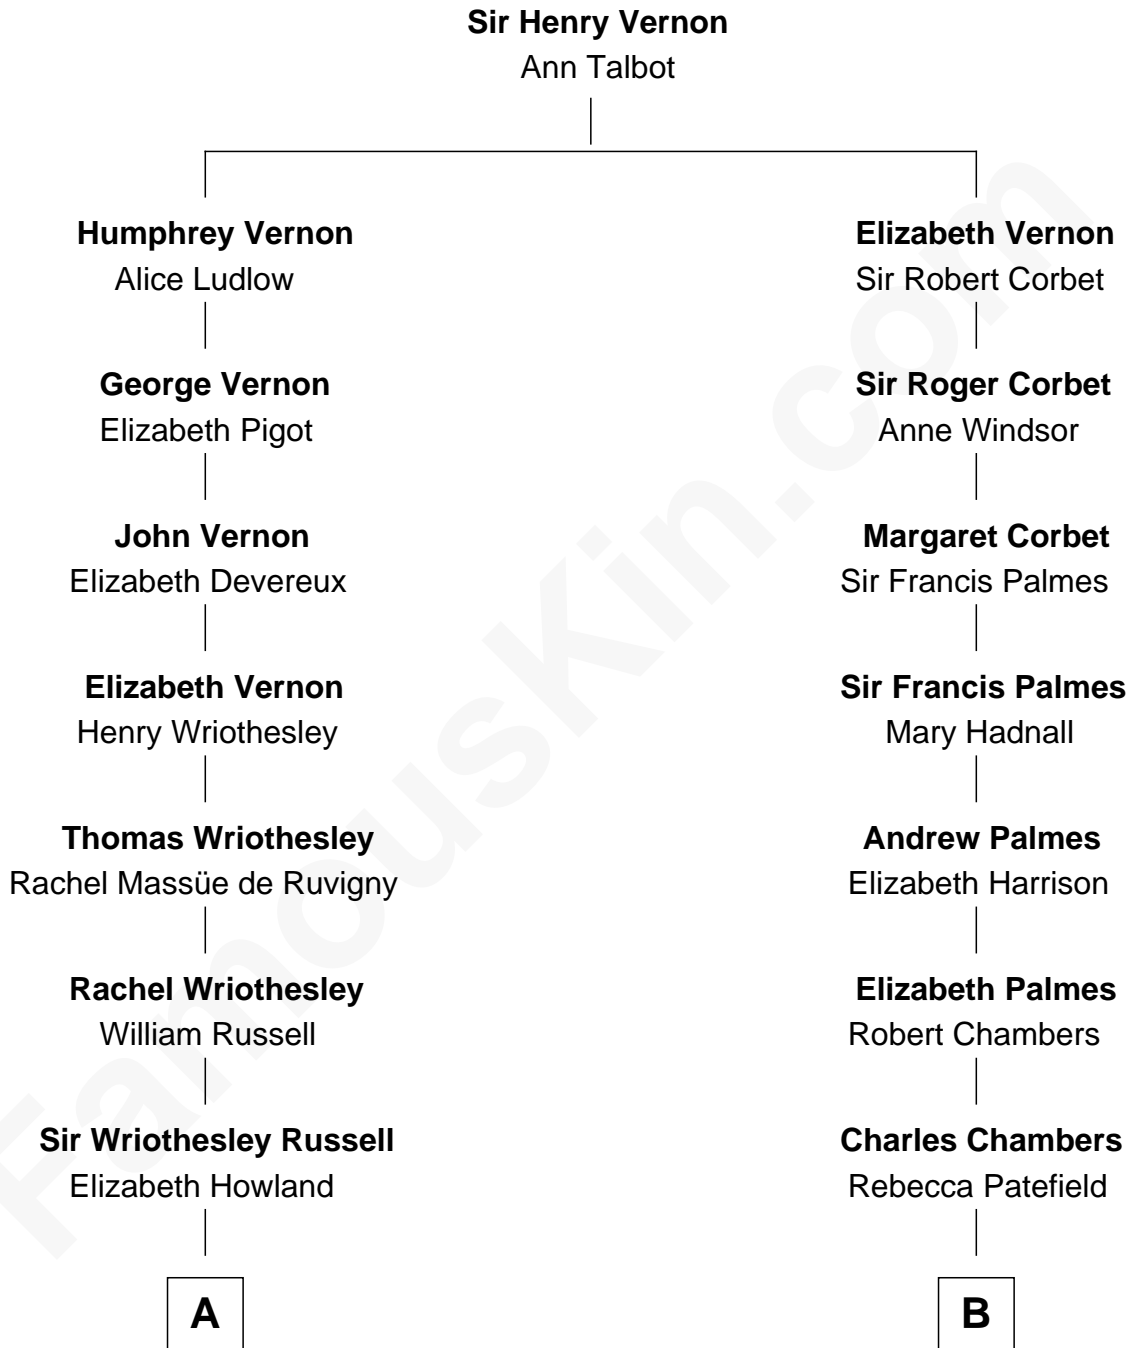 Sir Henry Vernon
Ann Talbot
Humphrey Vernon
Alice Ludlow
George Vernon
Elizabeth Pigot
John Vernon
Elizabeth Devereux
Elizabeth Vernon
Henry Wriothesley
Thomas Wriothesley
Rachel Massüe de Ruvigny
Rachel Wriothesley
William Russell
Sir Wriothesley Russell
Elizabeth Howland
A
Elizabeth Vernon
Sir Robert Corbet
Sir Roger Corbet
Anne Windsor
Margaret Corbet
Sir Francis Palmes
Sir Francis Palmes
Mary Hadnall
Andrew Palmes
Elizabeth Harrison
Elizabeth Palmes
Robert Chambers
Charles Chambers
Rebecca Patefield
B
FamousKin.com